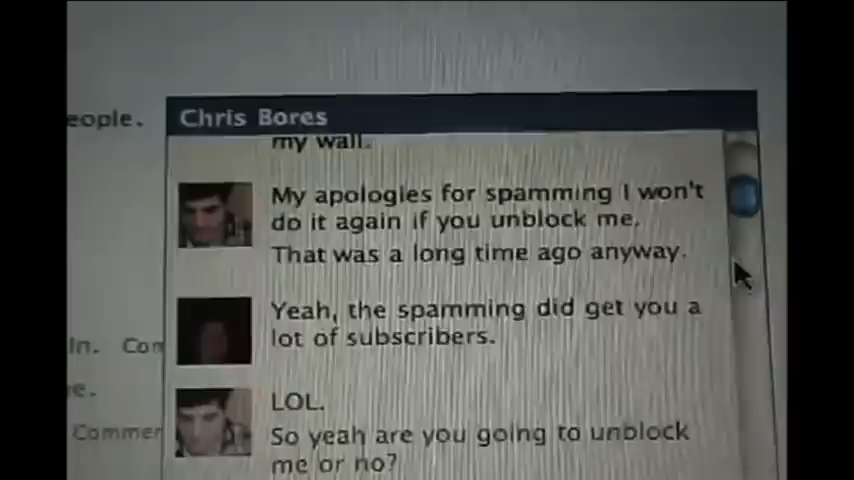 eople.
Chris Bores
my wall.
My apologies for spamming I won't
do it again if you unblock me.
That was a long time ago anyway.
Yeah, the spamming did get you a
lot of subscribers.
In. Com
e.
Commer
LOL.
So yeah are you going to unblock
me or no?